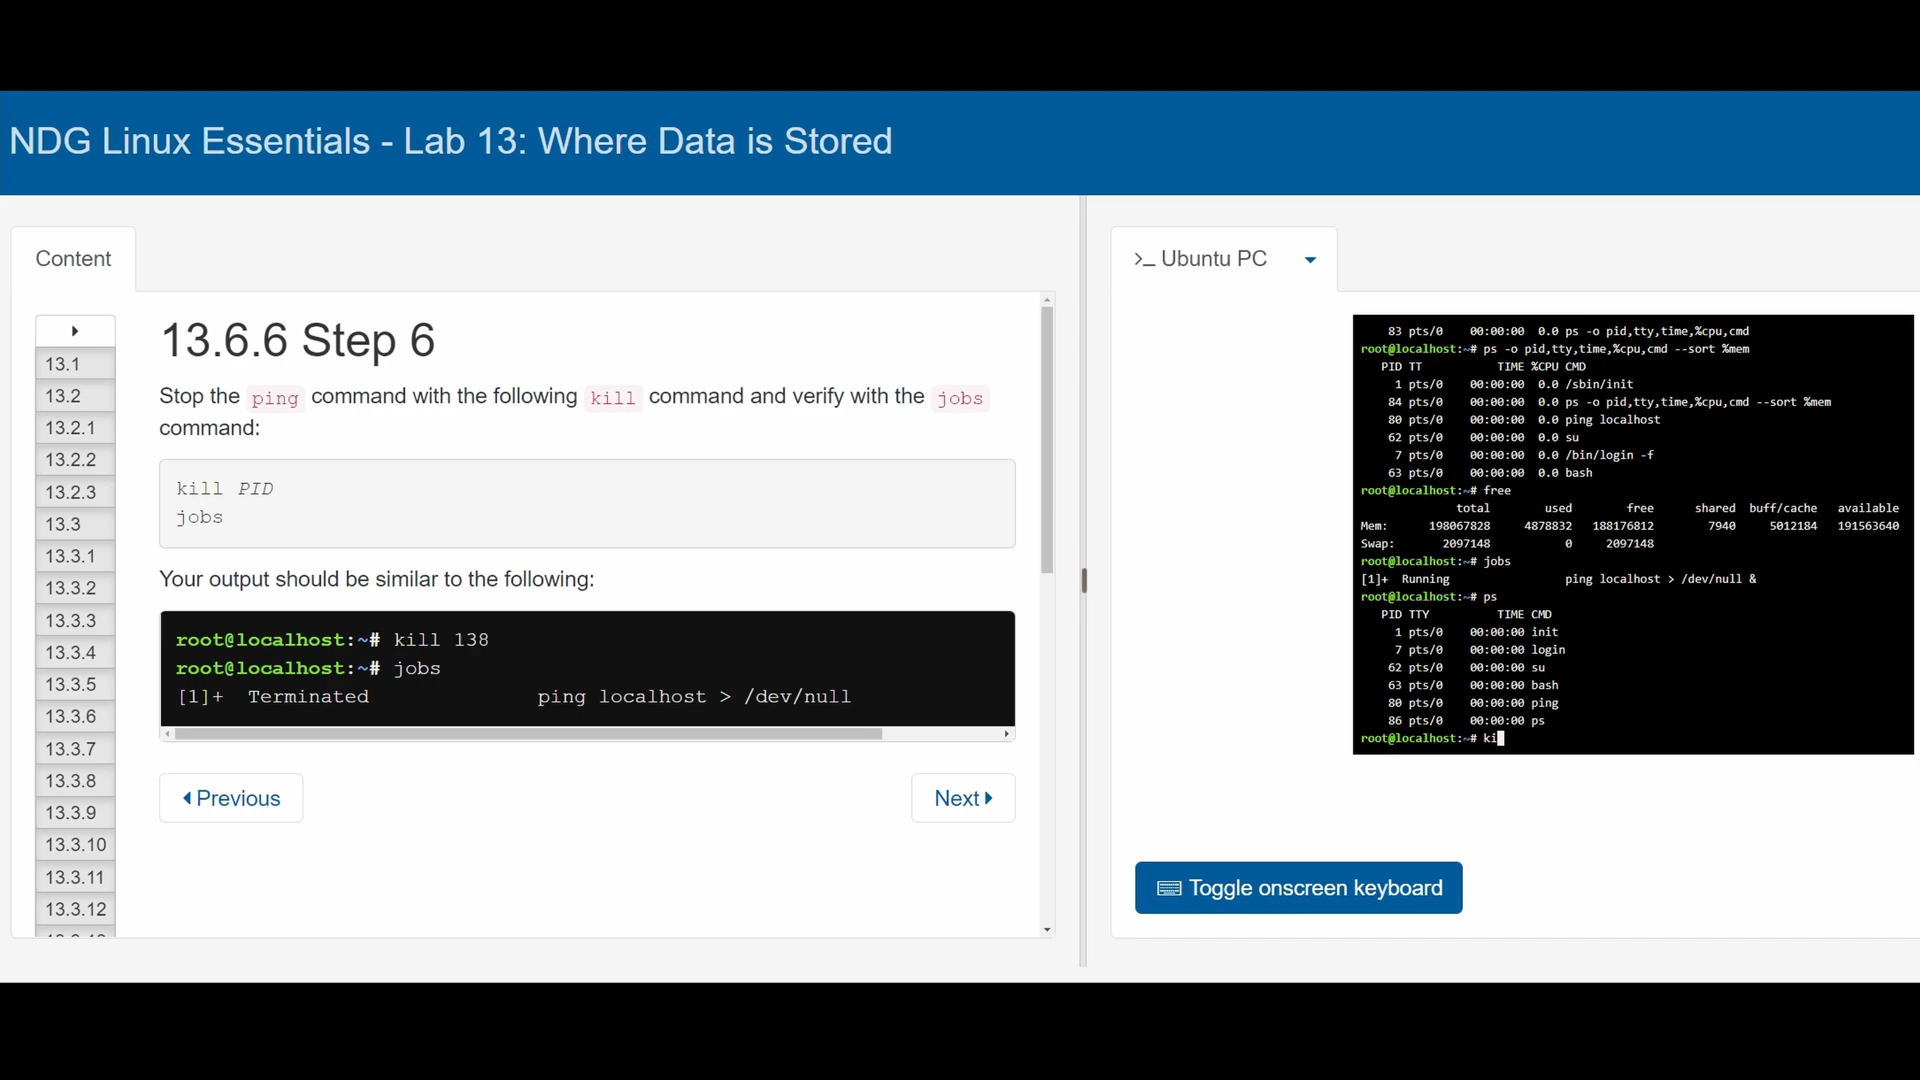 NDG Linux Essentials - Lab 13: Where Data is Stored
Content
13.1
13.2
13.2.1
13.2.2
13.2.3
13.3
13.3.1
13.3.2
13.3.3
13.3.4
13.3.5
13.3.6
13.3.7
13.3.8
13.3.9
13.3.10
13.3.11
13.3.12
13.6.6 Step 6
Stop the ping command with the following kill command and verify with the jobs
command:
kill PID
jobs
Your output should be similar to the following:
root@localhost:~# kill 138
root@localhost:~# jobs
[1]+  Terminated                 ping localhost > /dev/null
Previous
Next
>_ Ubuntu PC
83 pts/0    00:00:00  0.0 ps -o pid,tty,time,%cpu,cmd
root@localhost:~# ps -o pid,tty,time,%cpu,cmd --sort %mem
PID TT           TIME %CPU CMD
1 pts/0    00:00:00  0.0 /sbin/init
84 pts/0    00:00:00  0.0 ps -o pid,tty,time,%cpu,cmd --sort %mem
80 pts/0    00:00:00  0.0 ping localhost
62 pts/0    00:00:00  0.0 su
7 pts/0    00:00:00  0.0 /bin/login -f
63 pts/0    00:00:00  0.0 bash
root@localhost:~# free
total        used        free      shared  buff/cache   available
Mem:      198067828     4878832   188176812        7940     5012184   191563640
Swap:       2097148           0     2097148
root@localhost:~# jobs
[1]+  Running                 ping localhost > /dev/null &
root@localhost:~# ps
PID TTY          TIME CMD
1 pts/0    00:00:00 init
7 pts/0    00:00:00 login
62 pts/0    00:00:00 su
63 pts/0    00:00:00 bash
80 pts/0    00:00:00 ping
86 pts/0    00:00:00 ps
root@localhost:~# ki
Toggle onscreen keyboard